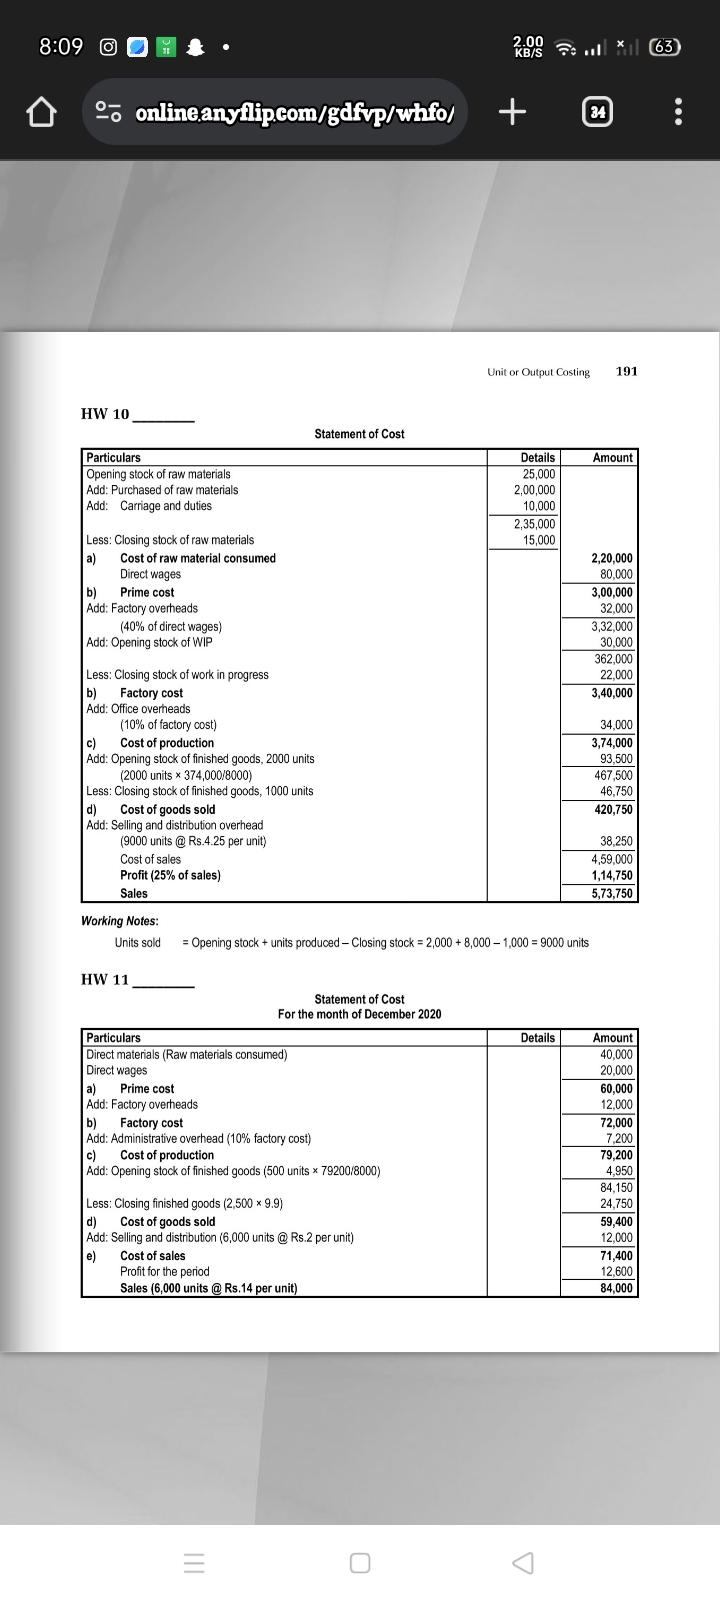 8:09
2.00
KB/S
63
online.anyflip.com/gdfvp/whfo/
34
Unit or Output Costing 191
HW 10
Statement of Cost
Particulars Details Amount
Opening stock of raw materials 25,000
Add: Purchased of raw materials 2,00,000
Add: Carriage and duties 10,000
2,35,000
Less: Closing stock of raw materials 15,000
a) Cost of raw material consumed 2,20,000
Direct wages 80,000
b) Prime cost 3,00,000
Add: Factory overheads 32,000
(40% of direct wages) 3,32,000
Add: Opening stock of WIP 30,000
362,000
Less: Closing stock of work in progress 22,000
b) Factory cost 3,40,000
Add: Office overheads
(10% of factory cost) 34,000
c) Cost of production 3,74,000
Add: Opening stock of finished goods, 2000 units 93,500
(2000 units × 374,000/8000) 467,500
Less: Closing stock of finished goods, 1000 units 46,750
d) Cost of goods sold 420,750
Add: Selling and distribution overhead
(9000 units @ Rs.4.25 per unit) 38,250
Cost of sales 4,59,000
Profit (25% of sales) 1,14,750
Sales 5,73,750
Working Notes:
Units sold = Opening stock + units produced – Closing stock = 2,000 + 8,000 – 1,000 = 9000 units
HW 11
Statement of Cost
For the month of December 2020
Particulars Details Amount
Direct materials (Raw materials consumed) 40,000
Direct wages 20,000
a) Prime cost 60,000
Add: Factory overheads 12,000
b) Factory cost 72,000
Add: Administrative overhead (10% factory cost) 7,200
c) Cost of production 79,200
Add: Opening stock of finished goods (500 units × 79200/8000) 4,950
84,150
Less: Closing finished goods (2,500 × 9.9) 24,750
d) Cost of goods sold 59,400
Add: Selling and distribution (6,000 units @ Rs.2 per unit) 12,000
e) Cost of sales 71,400
Profit for the period 12,600
Sales (6,000 units @ Rs.14 per unit) 84,000